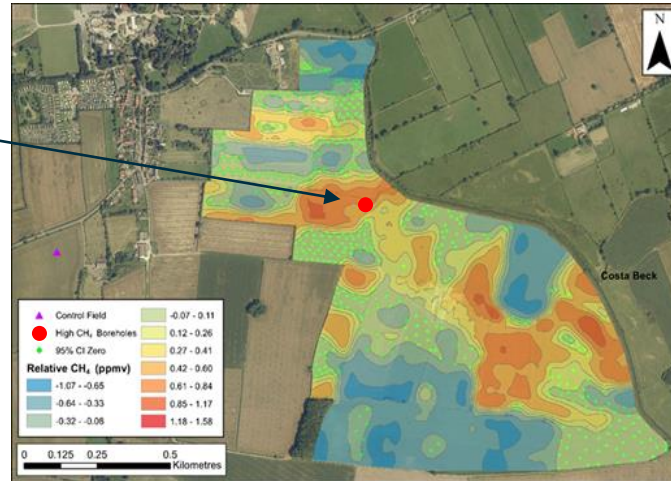 N
Costa Beck
Control Field
High CH₄ Boreholes
95% CI Zero
Relative CH₄ (ppmv)
-1.07 - -0.65
-0.64 - -0.33
-0.32 - -0.08
-0.07 - 0.11
0.12 - 0.26
0.27 - 0.41
0.42 - 0.60
0.61 - 0.84
0.85 - 1.17
1.18 - 1.58
0 0.125 0.25 0.5
Kilometres